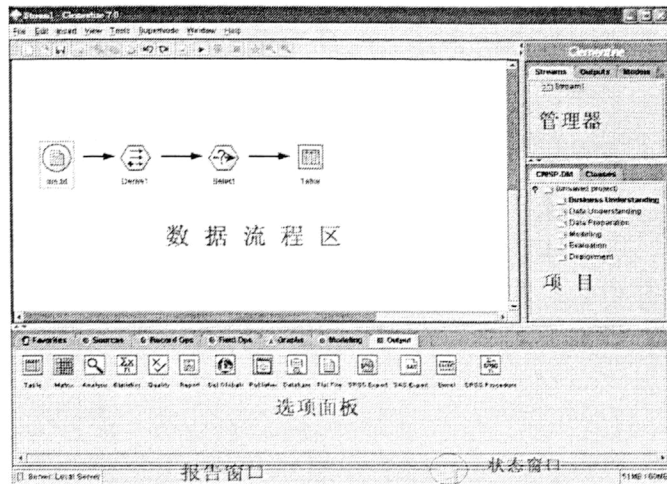 Stream1 - Clementine 7.0
File Edit Insert View Tools SuperNode Window Help
Clementine
Streams Outputs Models
Stream1
管理器
Derive1
Select
Table
数据流程区
CRISP-DM Classes
(unsaved project)
Business Understanding
Data Understanding
Data Preparation
Modeling
Evaluation
Deployment
项目
Favorites Sources Record Ops Field Ops Graphs Modeling Output
Table Matrix Analysis Statistics Quality Report Set Globals Publisher Database Flat File SPSS Export SAS Export Excel SPSS Procedure
选项面板
Server: Local Server
报告窗口
状态窗口
51MB / 60MB